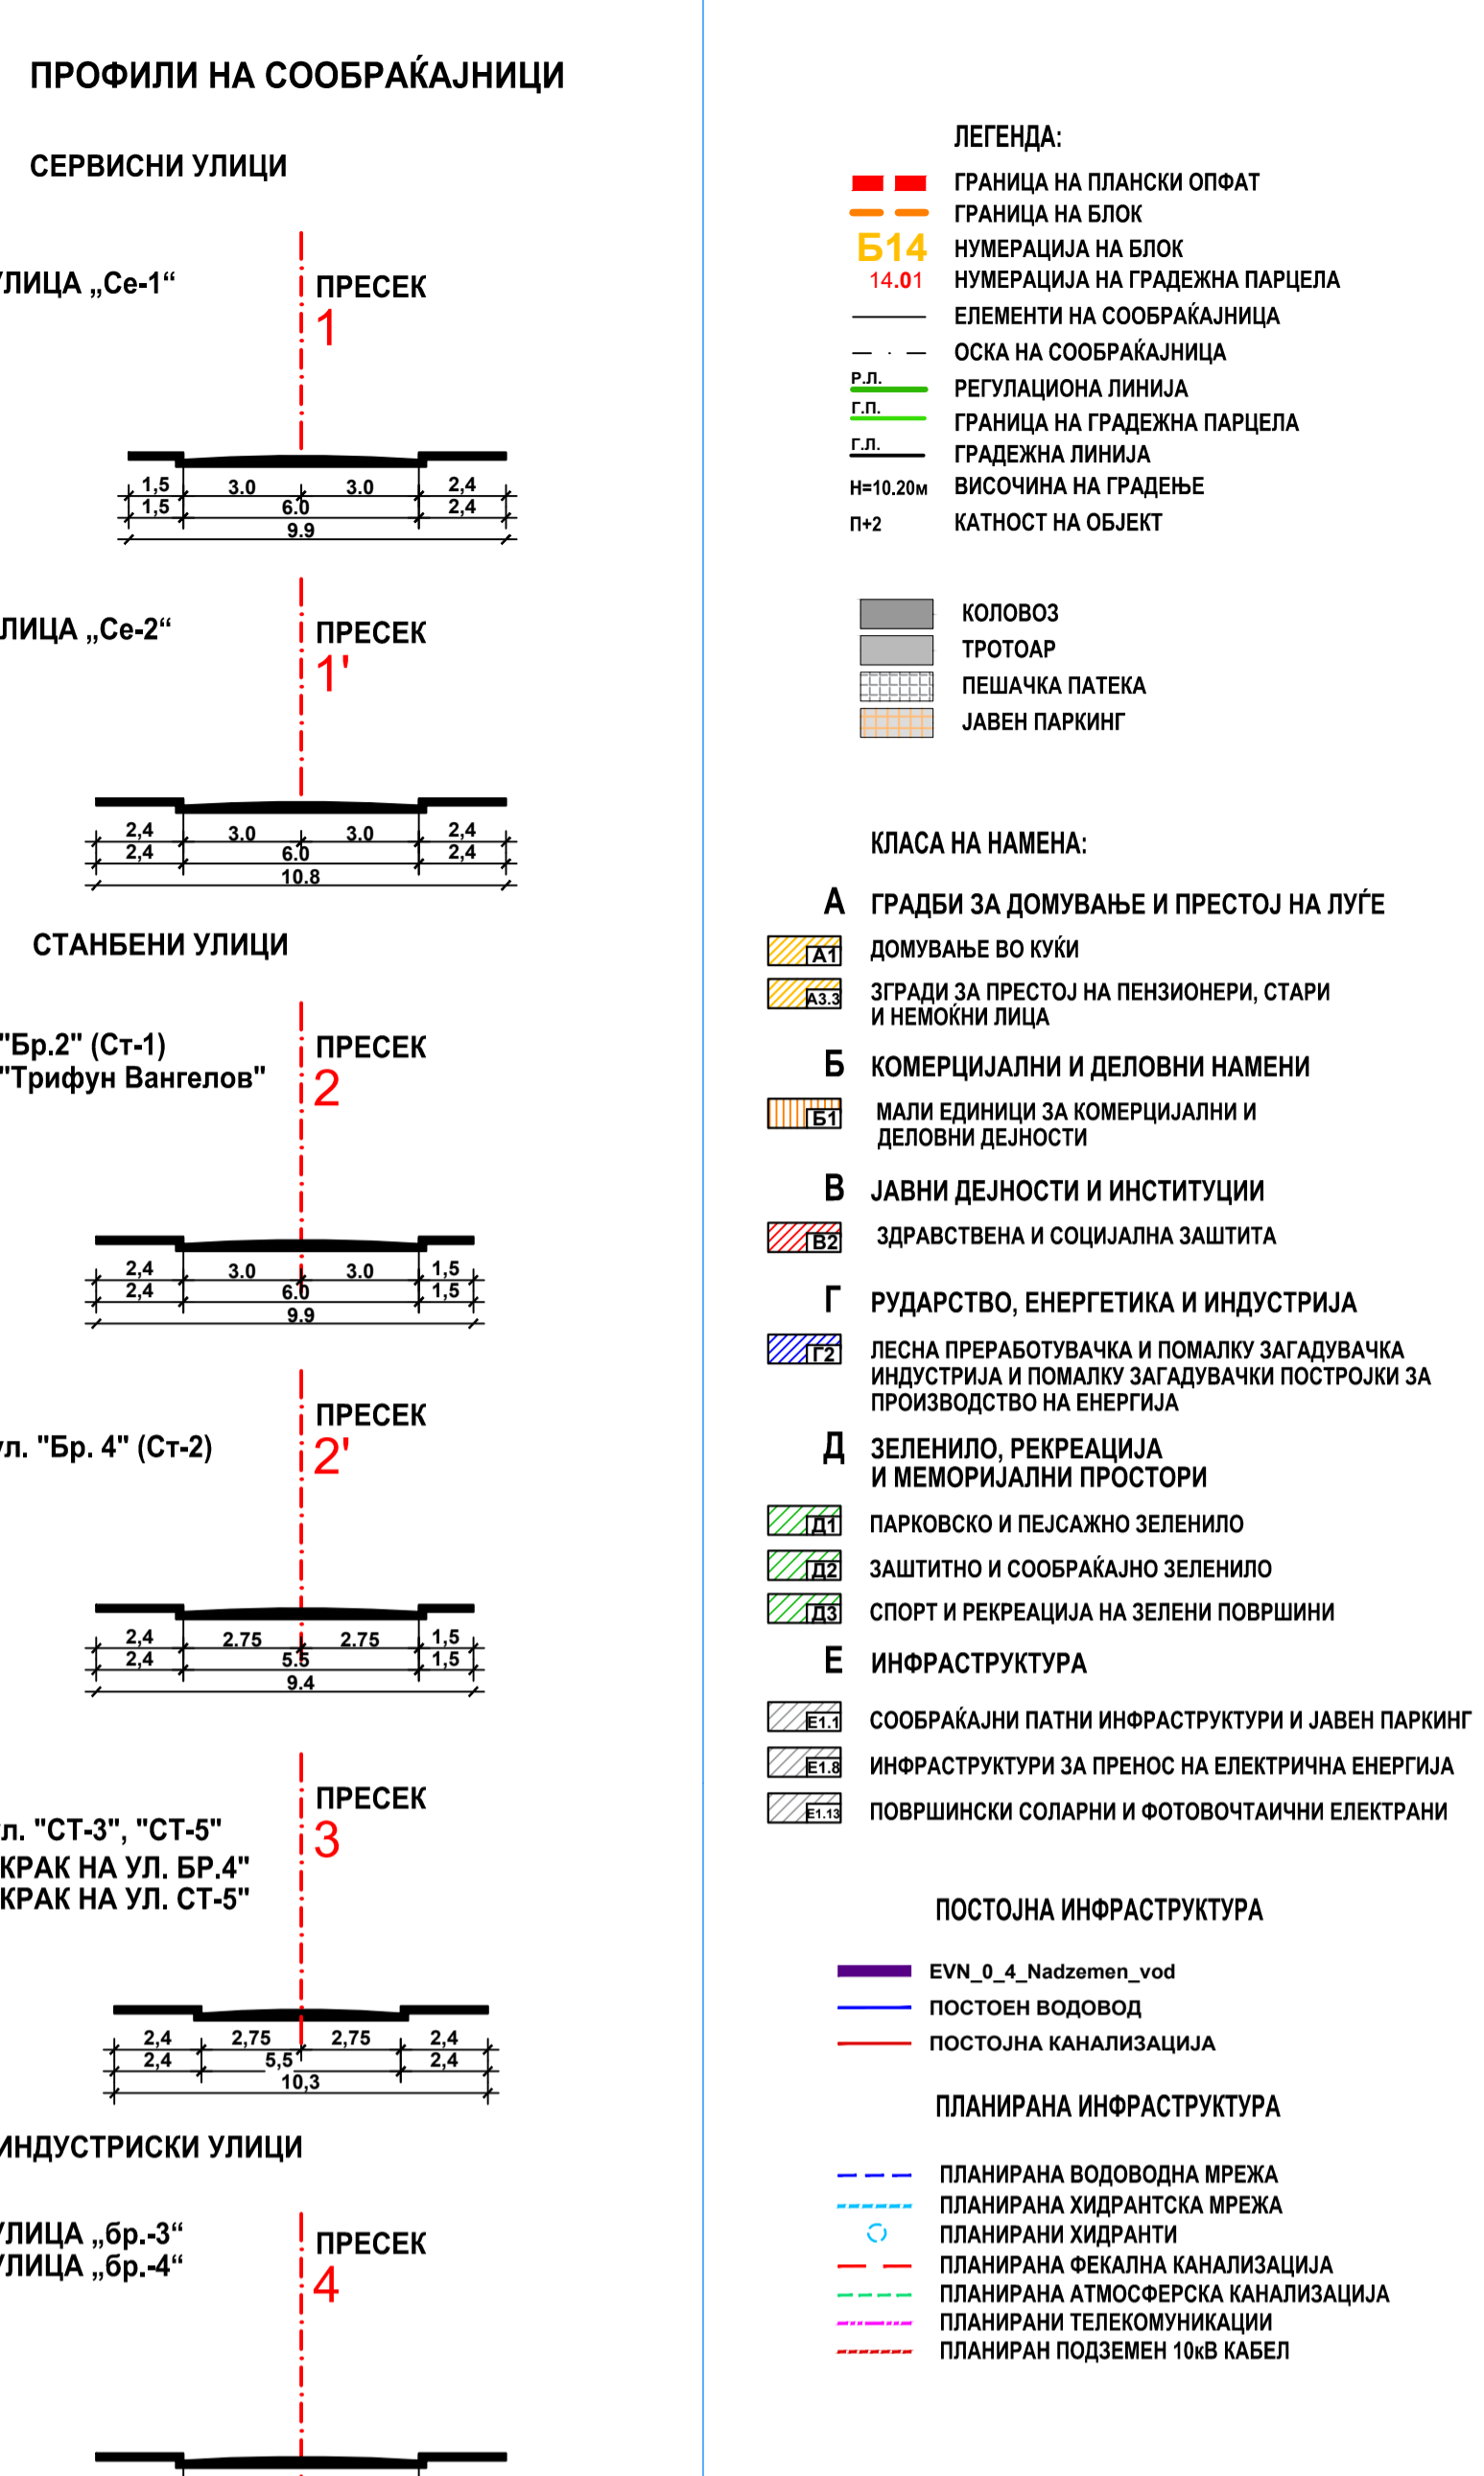 ПРОФИЛИ НА СООБРАЌАЈНИЦИ
СЕРВИСНИ УЛИЦИ
УЛИЦА „Се-1“
ПРЕСЕК
1
1,5 3.0 3.0 2,4
1,5 6.0 2,4
9.9
ЛИЦА „Се-2“
ПРЕСЕК
1'
2,4 3.0 3.0 2,4
2,4 6.0 2,4
10.8
СТАНБЕНИ УЛИЦИ
"Бр.2" (Ст-1)
"Трифун Вангелов"
ПРЕСЕК
2
2,4 3.0 3.0 1,5
2,4 6.0 1,5
9.9
ул. "Бр. 4" (Ст-2)
ПРЕСЕК
2'
2,4 2.75 2.75 1,5
2,4 5.5 1,5
9.4
ул. "СТ-3", "СТ-5"
КРАК НА УЛ. БР.4"
КРАК НА УЛ. СТ-5"
ПРЕСЕК
3
2,4 2,75 2,75 2,4
2,4 5,5 2,4
10,3
ИНДУСТРИСКИ УЛИЦИ
УЛИЦА „бр.-3“
УЛИЦА „бр.-4“
ПРЕСЕК
4
ЛЕГЕНДА:
ГРАНИЦА НА ПЛАНСКИ ОПФАТ
ГРАНИЦА НА БЛОК
Б14 НУМЕРАЦИЈА НА БЛОК
14.01 НУМЕРАЦИЈА НА ГРАДЕЖНА ПАРЦЕЛА
ЕЛЕМЕНТИ НА СООБРАЌАЈНИЦА
ОСКА НА СООБРАЌАЈНИЦА
Р.Л. РЕГУЛАЦИОНА ЛИНИЈА
Г.П. ГРАНИЦА НА ГРАДЕЖНА ПАРЦЕЛА
Г.Л. ГРАДЕЖНА ЛИНИЈА
Н=10.20м ВИСОЧИНА НА ГРАДЕЊЕ
П+2 КАТНОСТ НА ОБЈЕКТ
КОЛОВОЗ
ТРОТОАР
ПЕШАЧКА ПАТЕКА
ЈАВЕН ПАРКИНГ
КЛАСА НА НАМЕНА:
А ГРАДБИ ЗА ДОМУВАЊЕ И ПРЕСТОЈ НА ЛУЃЕ
А1 ДОМУВАЊЕ ВО КУЌИ
А3.3 ЗГРАДИ ЗА ПРЕСТОЈ НА ПЕНЗИОНЕРИ, СТАРИ
И НЕМОЌНИ ЛИЦА
Б КОМЕРЦИЈАЛНИ И ДЕЛОВНИ НАМЕНИ
Б1 МАЛИ ЕДИНИЦИ ЗА КОМЕРЦИЈАЛНИ И
ДЕЛОВНИ ДЕЈНОСТИ
В ЈАВНИ ДЕЈНОСТИ И ИНСТИТУЦИИ
В2 ЗДРАВСТВЕНА И СОЦИЈАЛНА ЗАШТИТА
Г РУДАРСТВО, ЕНЕРГЕТИКА И ИНДУСТРИЈА
Г2 ЛЕСНА ПРЕРАБОТУВАЧКА И ПОМАЛКУ ЗАГАДУВАЧКА
ИНДУСТРИЈА И ПОМАЛКУ ЗАГАДУВАЧКИ ПОСТРОЈКИ ЗА
ПРОИЗВОДСТВО НА ЕНЕРГИЈА
Д ЗЕЛЕНИЛО, РЕКРЕАЦИЈА
И МЕМОРИЈАЛНИ ПРОСТОРИ
Д1 ПАРКОВСКО И ПЕЈСАЖНО ЗЕЛЕНИЛО
Д2 ЗАШТИТНО И СООБРАЌАЈНО ЗЕЛЕНИЛО
Д3 СПОРТ И РЕКРЕАЦИЈА НА ЗЕЛЕНИ ПОВРШИНИ
Е ИНФРАСТРУКТУРА
Е1.1 СООБРАЌАЈНИ ПАТНИ ИНФРАСТРУКТУРИ И ЈАВЕН ПАРКИНГ
Е1.8 ИНФРАСТРУКТУРИ ЗА ПРЕНОС НА ЕЛЕКТРИЧНА ЕНЕРГИЈА
Е1.13 ПОВРШИНСКИ СОЛАРНИ И ФОТОВОЧТАИЧНИ ЕЛЕКТРАНИ
ПОСТОЈНА ИНФРАСТРУКТУРА
EVN_0_4_Nadzemen_vod
ПОСТОЕН ВОДОВОД
ПОСТОЈНА КАНАЛИЗАЦИЈА
ПЛАНИРАНА ИНФРАСТРУКТУРА
ПЛАНИРАНА ВОДОВОДНА МРЕЖА
ПЛАНИРАНА ХИДРАНТСКА МРЕЖА
ПЛАНИРАНИ ХИДРАНТИ
ПЛАНИРАНА ФЕКАЛНА КАНАЛИЗАЦИЈА
ПЛАНИРАНА АТМОСФЕРСКА КАНАЛИЗАЦИЈА
ПЛАНИРАНИ ТЕЛЕКОМУНИКАЦИИ
ПЛАНИРАН ПОДЗЕМЕН 10кВ КАБЕЛ